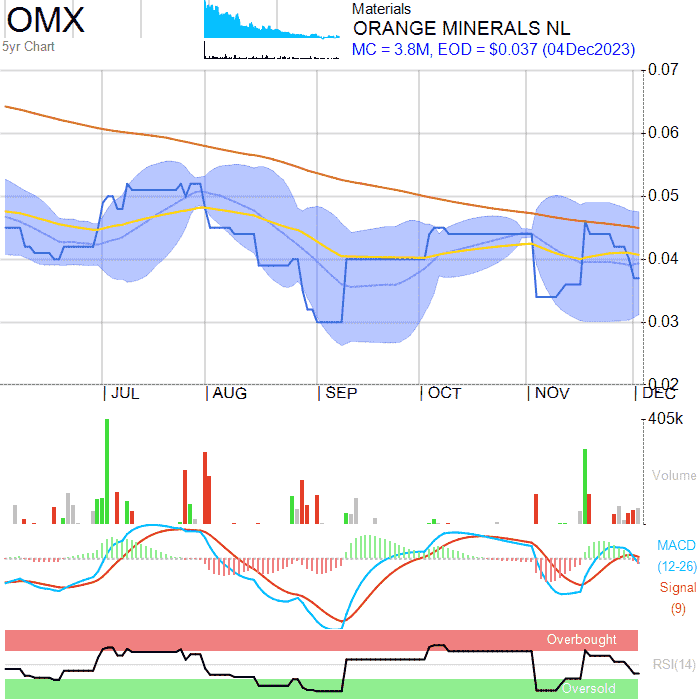 OMX
5yr Chart
Materials
ORANGE MINERALS NL
MC = 3.8M, EOD = $0.037 (04Dec2023)
0.07
0.06
0.05
0.04
0.03
0.02
JUL AUG SEP OCT NOV DEC
405k
Volume
MACD
(12-26)
Signal
(9)
Overbought
RSI(14)
Oversold